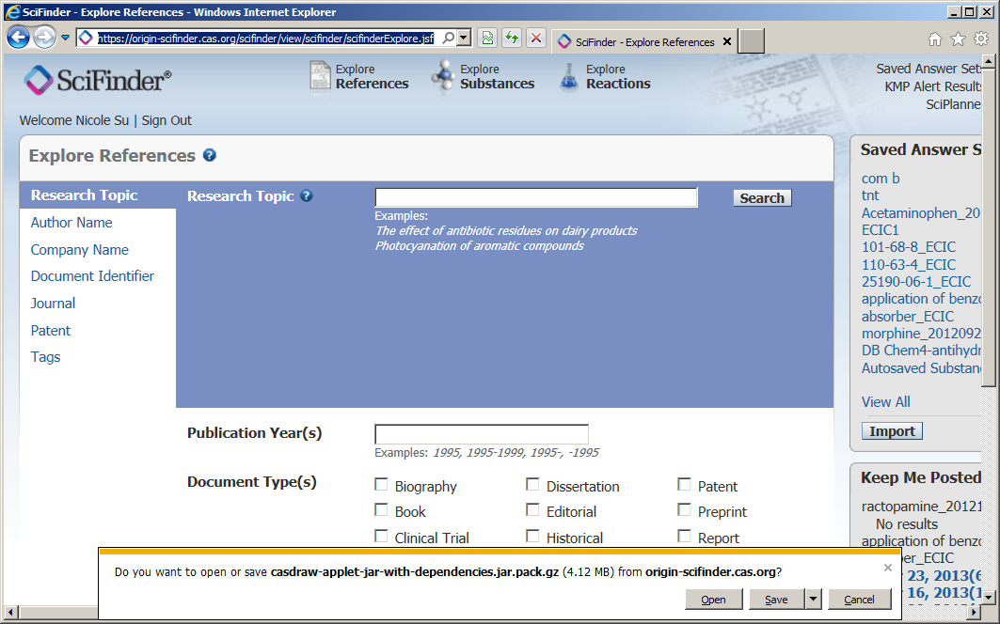 SciFinder - Explore References - Windows Internet Explorer
https://origin-scifinder.cas.org/scifinder/view/scifinder/scifinderExplore.jsf
SciFinder - Explore References
SciFinder®
Explore References
Explore Substances
Explore Reactions
Saved Answer Set
KMP Alert Results
SciPlanne
Welcome Nicole Su | Sign Out
Explore References
Research Topic
Author Name
Company Name
Document Identifier
Journal
Patent
Tags
Research Topic
Search
Examples:
The effect of antibiotic residues on dairy products
Photocyanation of aromatic compounds
Publication Year(s)
Examples: 1995, 1995-1999, 1995-, -1995
Document Type(s)
Biography
Dissertation
Patent
Book
Editorial
Preprint
Clinical Trial
Historical
Report
Saved Answer S
com b
tnt
Acetaminophen_20
ECIC1
101-68-8_ECIC
110-63-4_ECIC
25190-06-1_ECIC
application of benzo
absorber_ECIC
morphine_2012092
DB Chem4-antihydr
Autosaved Substan
View All
Import
Keep Me Posted
ractopamine_20121
No results
application of benzo
ber_ECIC
23, 2013(6
16, 2013(1
Do you want to open or save casdraw-applet-jar-with-dependencies.jar.pack.gz (4.12 MB) from origin-scifinder.cas.org?
Open
Save
Cancel